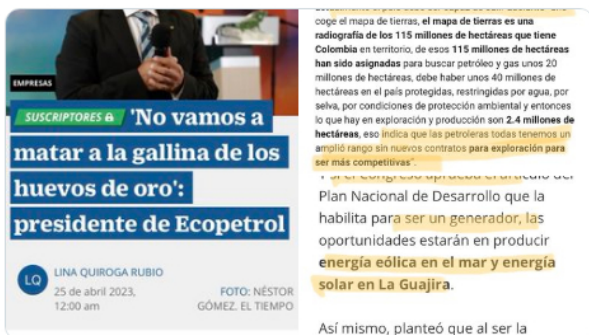 EMPRESAS
SUSCRIPTORES 'No vamos a
matar a la gallina de los
huevos de oro':
presidente de Ecopetrol
LQ
LINA QUIROGA RUBIO
25 de abril 2023,
12:00 am
FOTO: NÉSTOR
GÓMEZ. EL TIEMPO
coge el mapa de tierras, el mapa de tierras es una
radiografía de los 115 millones de hectáreas que tiene
Colombia en territorio, de esos 115 millones de hectáreas
han sido asignadas para buscar petróleo y gas unos 20
millones de hectáreas, debe haber unos 40 millones de
hectáreas en el país protegidas, restringidas por agua, por
selva, por condiciones de protección ambiental y entonces
lo que hay en exploración y producción son 2.4 millones de
hectáreas, eso indica que las petroleras todas tenemos un
amplió rango sin nuevos contratos para exploración para
ser más competitivas".
Plan Nacional de Desarrollo que la
habilita para ser un generador, las
oportunidades estarán en producir
energía eólica en el mar y energía
solar en La Guajira.
Así mismo, planteó que al ser la